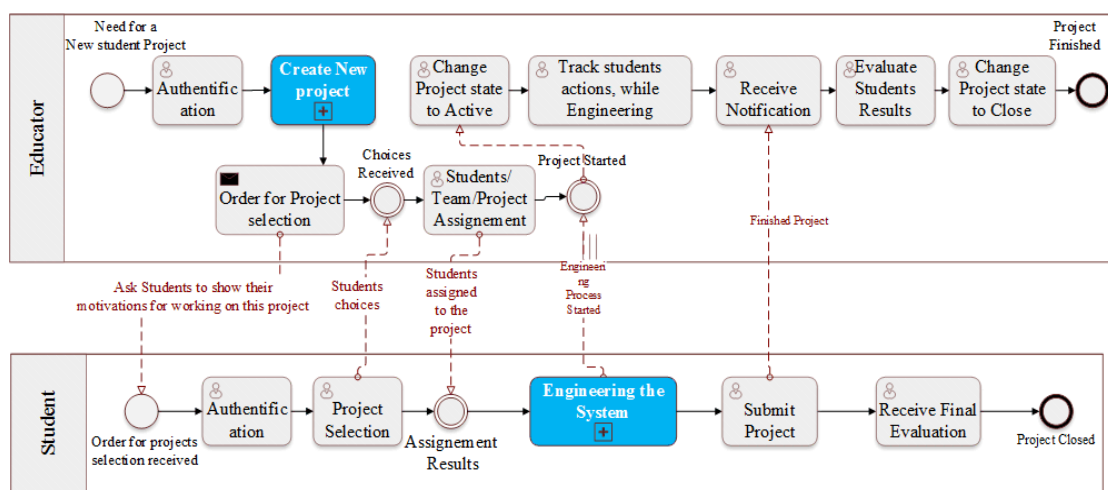 Need for a
New student Project
Project
Finished
Educator
Authentific
ation
Create New
project
Change
Project state
to Active
Track students
actions, while
Engineering
Receive
Notification
Evaluate
Students
Results
Change
Project state
to Close
Choices
Received
Project Started
Order for Project
selection
Students/
Team/Project
Assignement
Finished Project
Ask Students to show their
motivations for working on this project
Students
choices
Students
assigned
to the
project
Engineeri
ng
Process
Started
Student
Authentific
ation
Project
Selection
Engineering the
System
Submit
Project
Receive Final
Evaluation
Order for projects
selection received
Assignement
Results
Project Closed